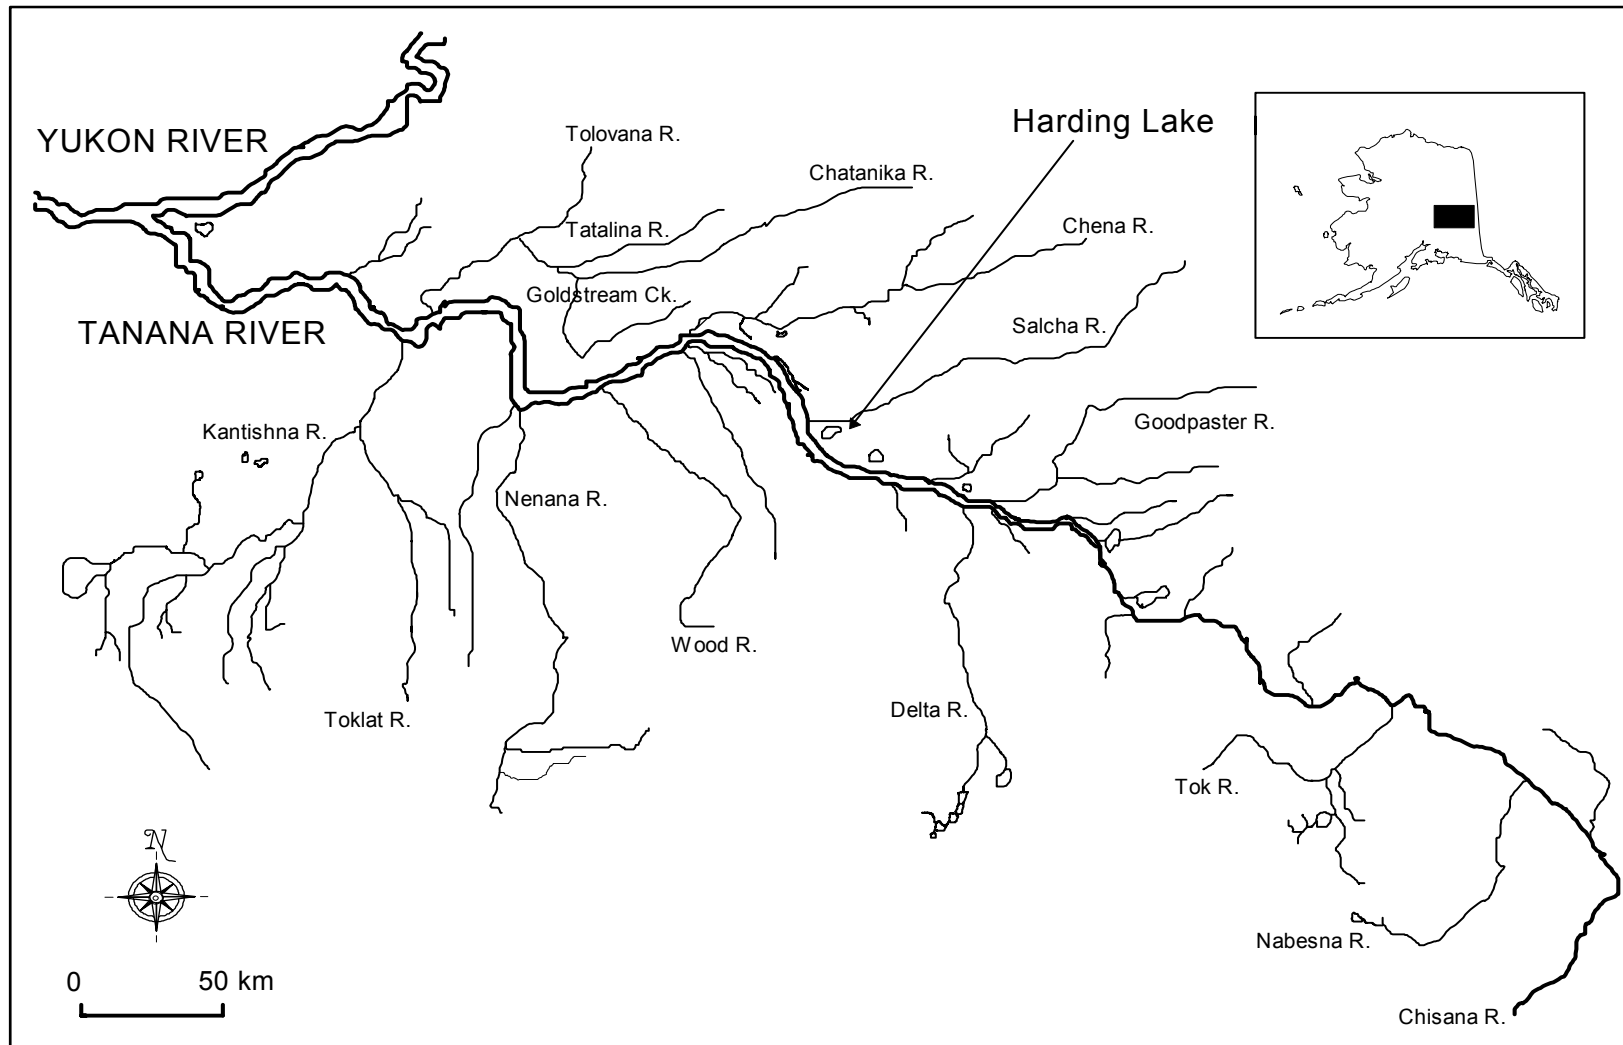 Harding Lake
YUKON RIVER
Tolovana R.
Chatanika R.
Tatalina R.
Chena R.
Goldstream Ck.
TANANA RIVER
Salcha R.
Goodpaster R.
Kantishna R.
Nenana R.
Wood R.
Toklat R.
Delta R.
Tok R.
N
Nabesna R.
0 50 km
Chisana R.